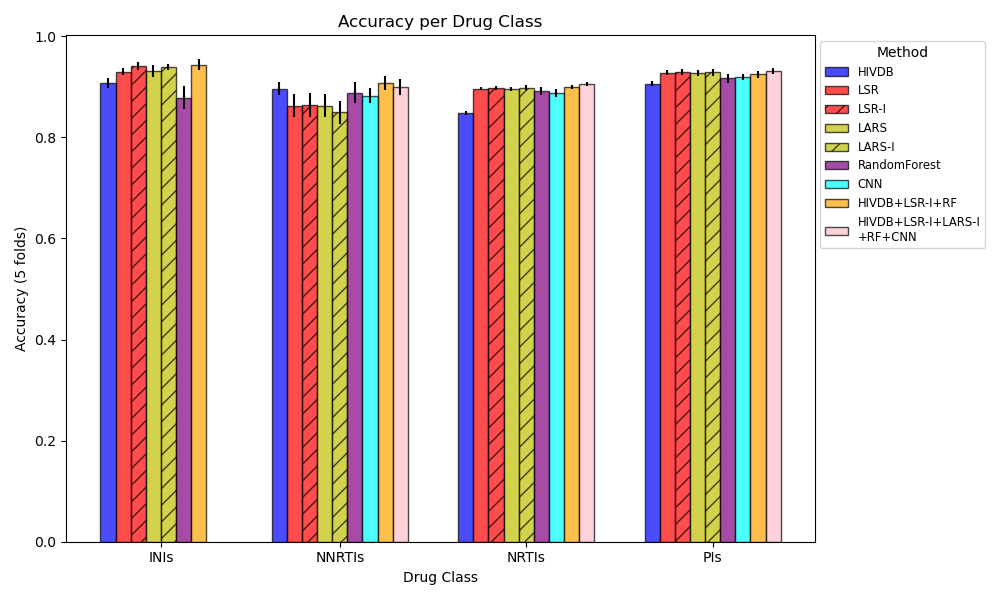 Accuracy per Drug Class
1.0
0.8
0.6
0.4
0.2
0.0
Accuracy (5 folds)
INIs
NNRTIs
NRTIs
PIs
Drug Class
Method
HIVDB
LSR
LSR-I
LARS
LARS-I
RandomForest
CNN
HIVDB+LSR-I+RF
HIVDB+LSR-I+LARS-I
+RF+CNN